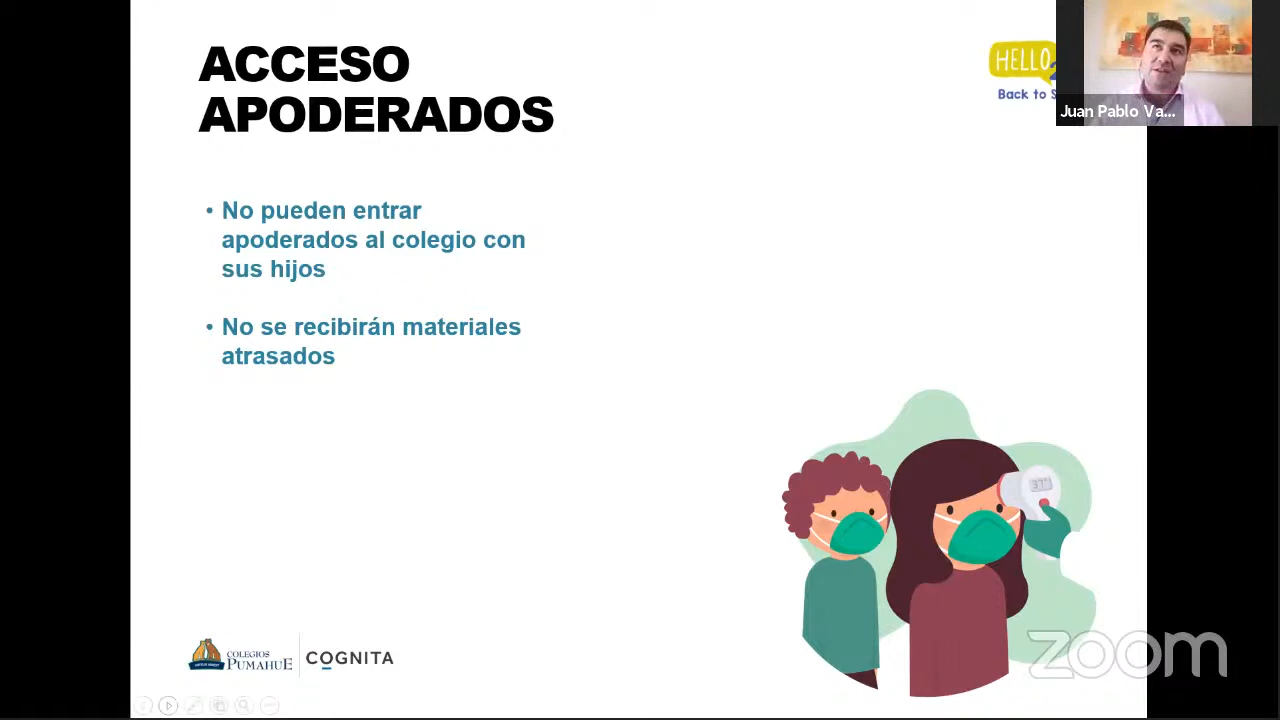 ACCESO
APODERADOS
HELLO
Back to S
Juan Pablo Va...
• No pueden entrar
apoderados al colegio con
sus hijos
• No se recibirán materiales
atrasados
37°
COLEGIOS
PUMAHUE
COGNITA
zoom